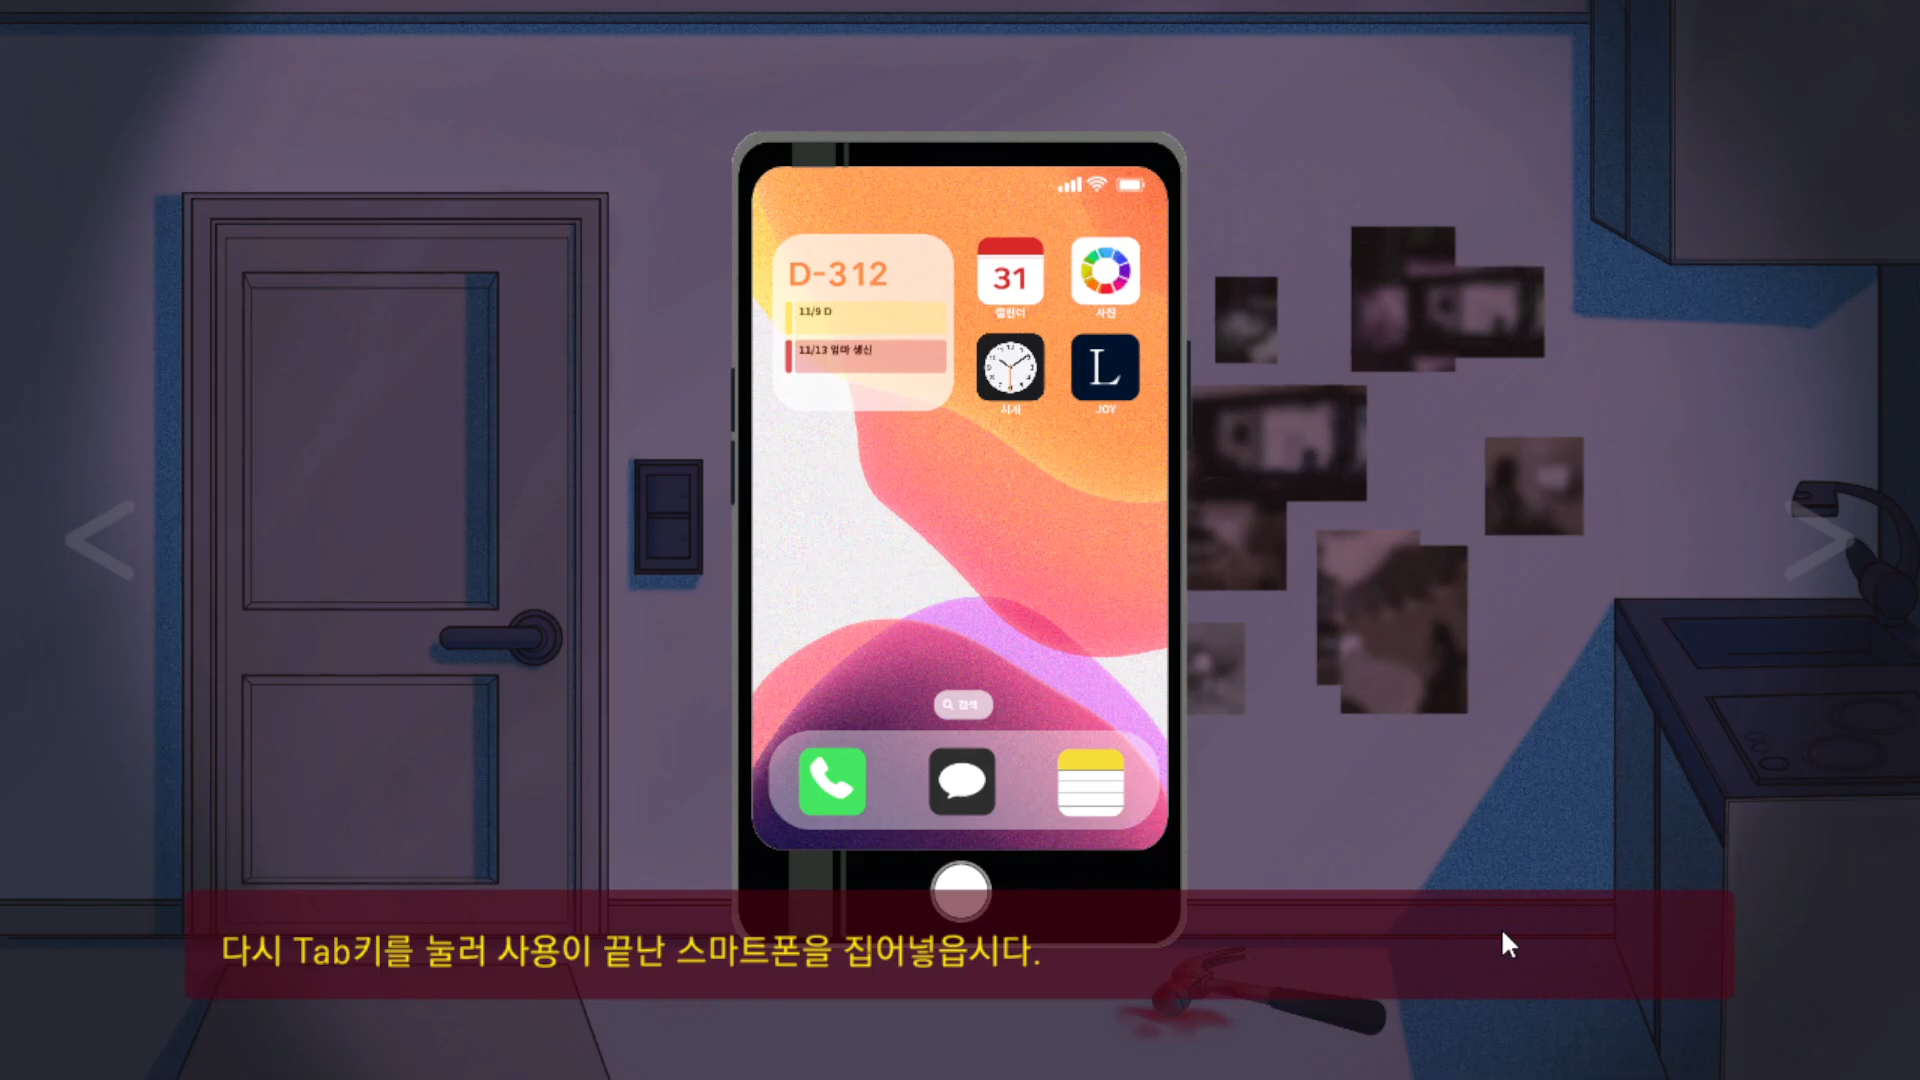 D-312
11/9 D
11/13 엄마 생신
31
캘린더
사진
시계
L
JOY
검색
다시 Tab키를 눌러 사용이 끝난 스마트폰을 집어넣읍시다.